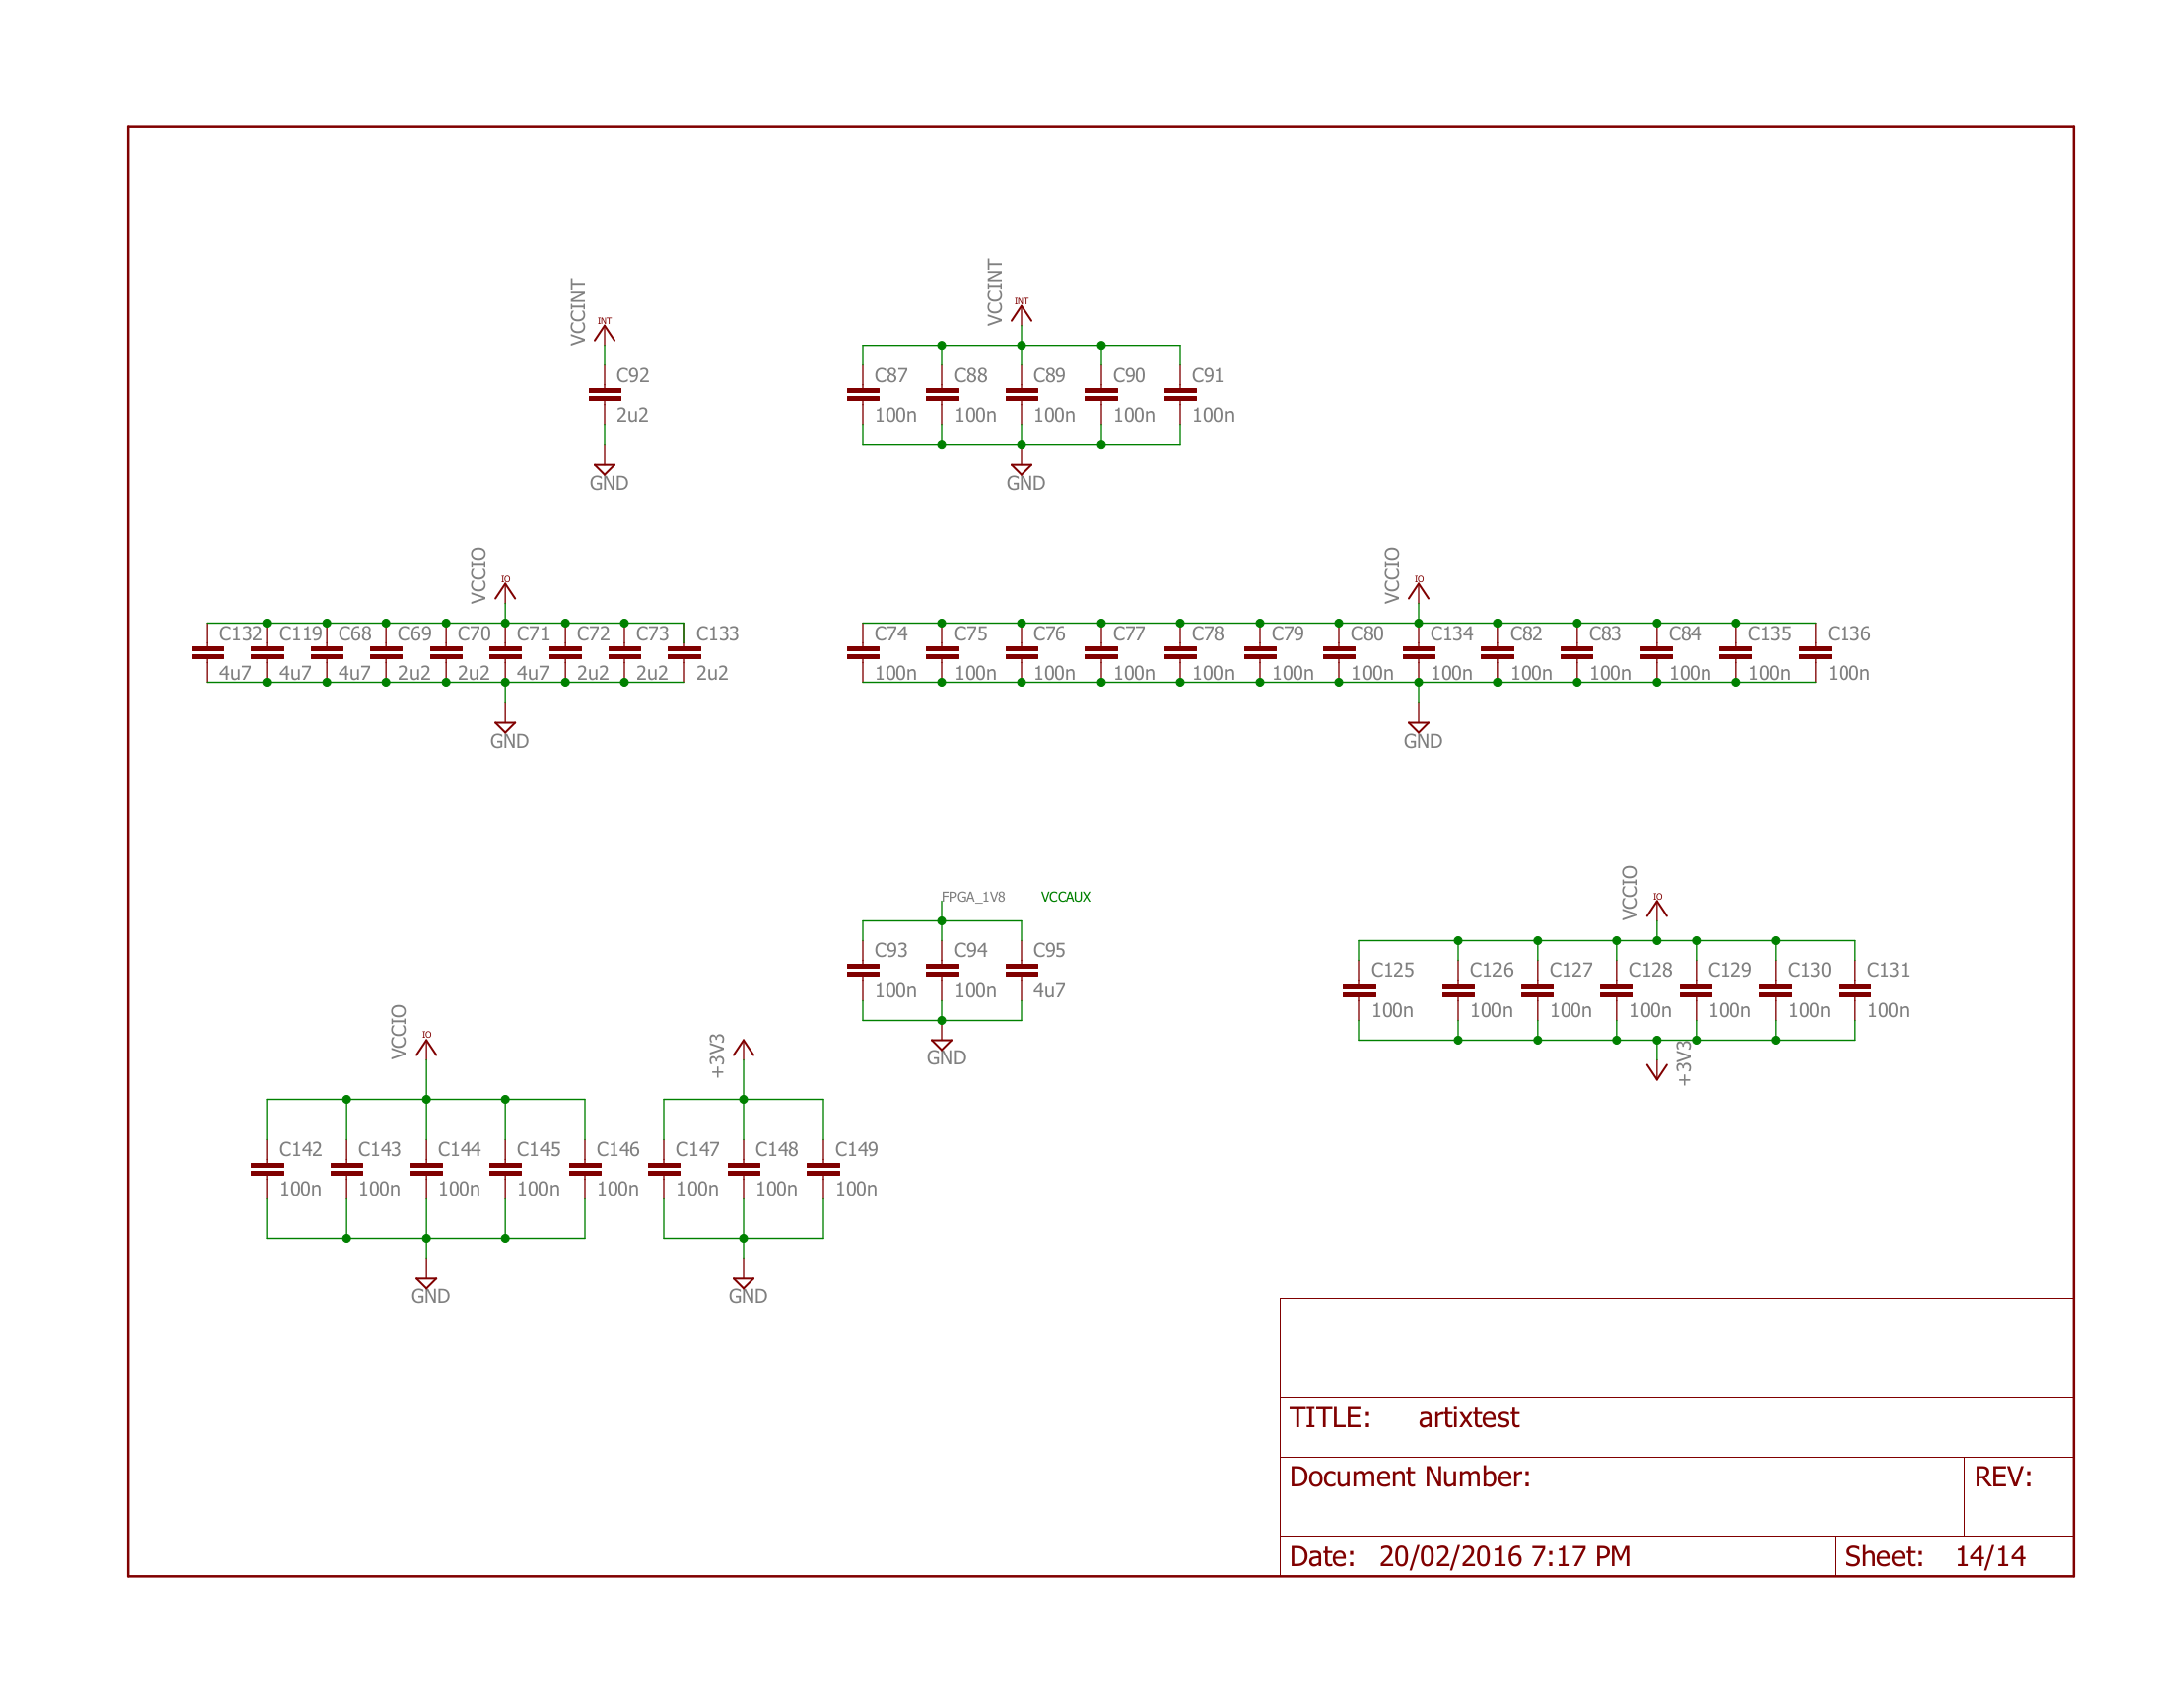 VCCINT
INT
C92
2u2
GND
VCCINT
INT
C87 C88 C89 C90 C91
100n 100n 100n 100n 100n
GND
VCCIO
IO
C132 C119 C68 C69 C70 C71 C72 C73 C133
4u7 4u7 4u7 2u2 2u2 4u7 2u2 2u2 2u2
GND
VCCIO
IO
C74 C75 C76 C77 C78 C79 C80 C134 C82 C83 C84 C135 C136
100n 100n 100n 100n 100n 100n 100n 100n 100n 100n 100n 100n 100n
GND
FPGA_1V8 VCCAUX
C93 C94 C95
100n 100n 4u7
GND
VCCIO
IO
C125 C126 C127 C128 C129 C130 C131
100n 100n 100n 100n 100n 100n 100n
+3V3
VCCIO
IO
C142 C143 C144 C145 C146
100n 100n 100n 100n 100n
GND
+3V3
C147 C148 C149
100n 100n 100n
GND
TITLE: artixtest
Document Number:
REV:
Date: 20/02/2016 7:17 PM
Sheet: 14/14